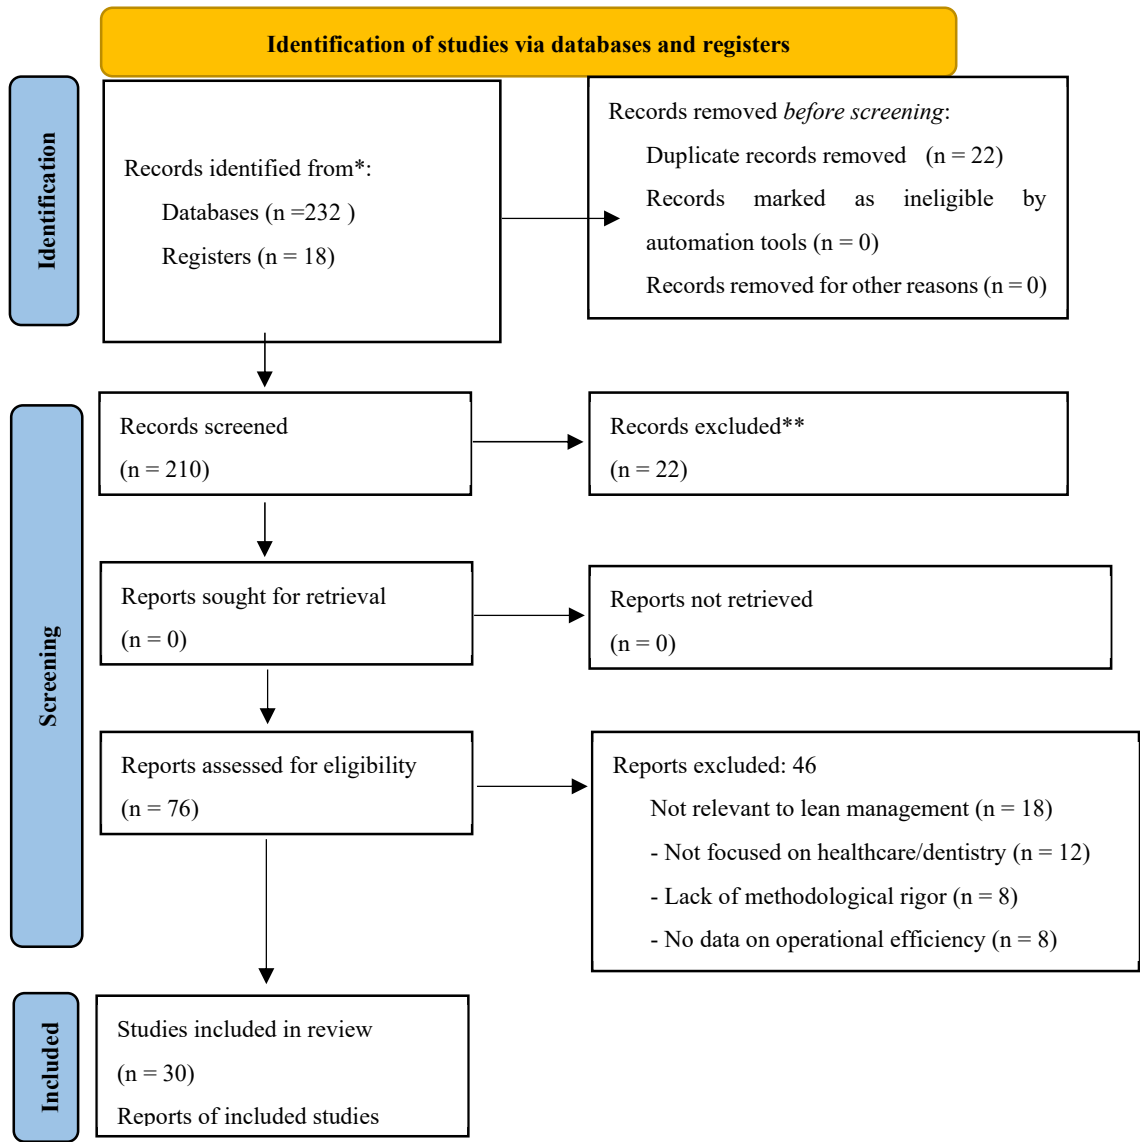 Identification of studies via databases and registers
Identification
Records identified from*:
Databases (n =232 )
Registers (n = 18)
Records removed before screening:
Duplicate records removed (n = 22)
Records marked as ineligible by
automation tools (n = 0)
Records removed for other reasons (n = 0)
Screening
Records screened
(n = 210)
Records excluded**
(n = 22)
Reports sought for retrieval
(n = 0)
Reports not retrieved
(n = 0)
Reports assessed for eligibility
(n = 76)
Reports excluded: 46
Not relevant to lean management (n = 18)
- Not focused on healthcare/dentistry (n = 12)
- Lack of methodological rigor (n = 8)
- No data on operational efficiency (n = 8)
Included
Studies included in review
(n = 30)
Reports of included studies